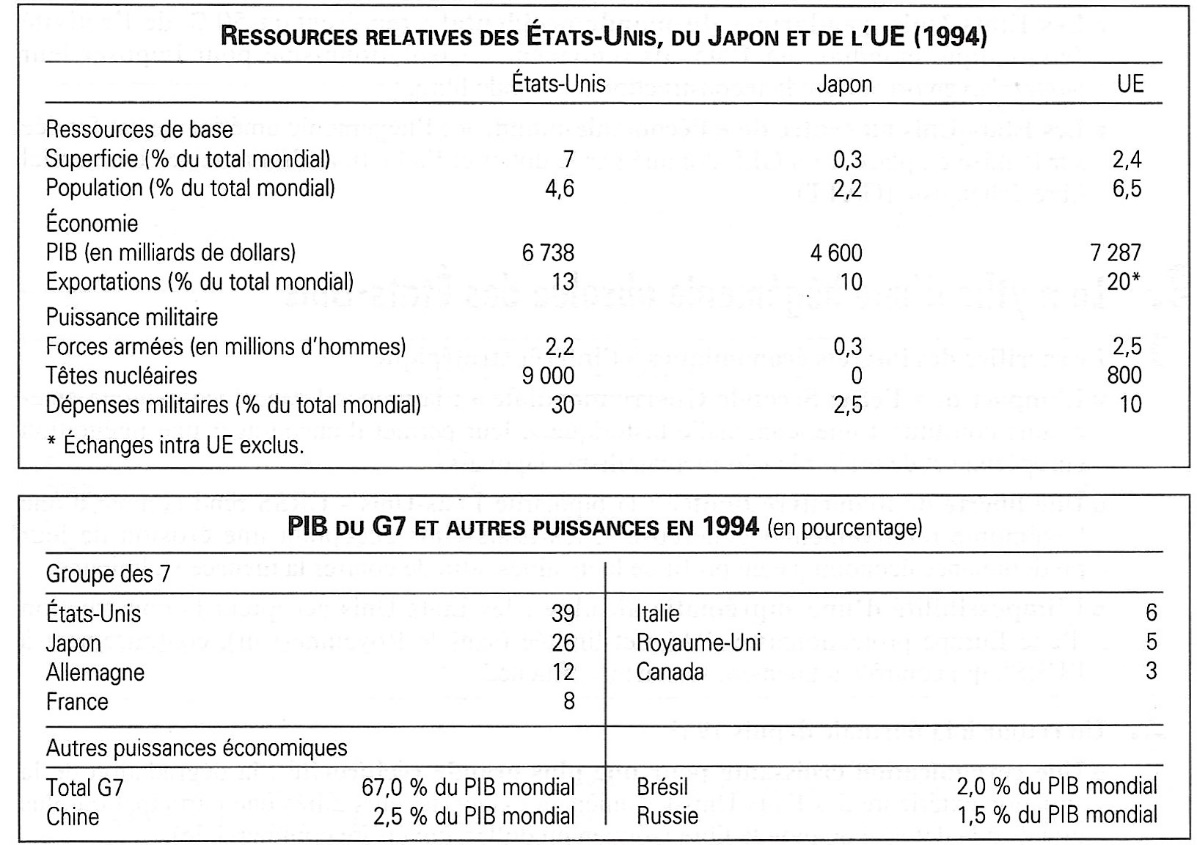 RESSOURCES RELATIVES DES ÉTATS-UNIS, DU JAPON ET DE L'UE (1994)
États-Unis Japon UE
Ressources de base
Superficie (% du total mondial) 7 0,3 2,4
Population (% du total mondial) 4,6 2,2 6,5
Économie
PIB (en milliards de dollars) 6 738 4 600 7 287
Exportations (% du total mondial) 13 10 20*
Puissance militaire
Forces armées (en millions d'hommes) 2,2 0,3 2,5
Têtes nucléaires 9 000 0 800
Dépenses militaires (% du total mondial) 30 2,5 10
* Échanges intra UE exclus.
PIB DU G7 ET AUTRES PUISSANCES EN 1994 (en pourcentage)
Groupe des 7
États-Unis 39 Italie 6
Japon 26 Royaume-Uni 5
Allemagne 12 Canada 3
France 8
Autres puissances économiques
Total G7 67,0 % du PIB mondial Brésil 2,0 % du PIB mondial
Chine 2,5 % du PIB mondial Russie 1,5 % du PIB mondial